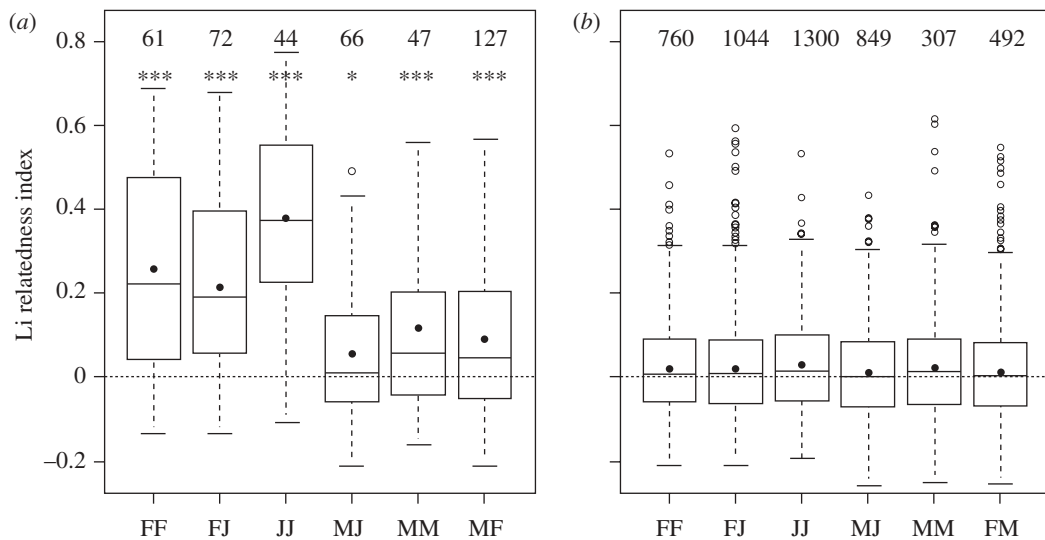 (a)
0.8
61 72 44 66 47 127
*** *** *** * *** ***
0.6
0.4
0.2
0
–0.2
Li relatedness index
FF FJ JJ MJ MM MF
(b)
760 1044 1300 849 307 492
FF FJ JJ MJ MM FM